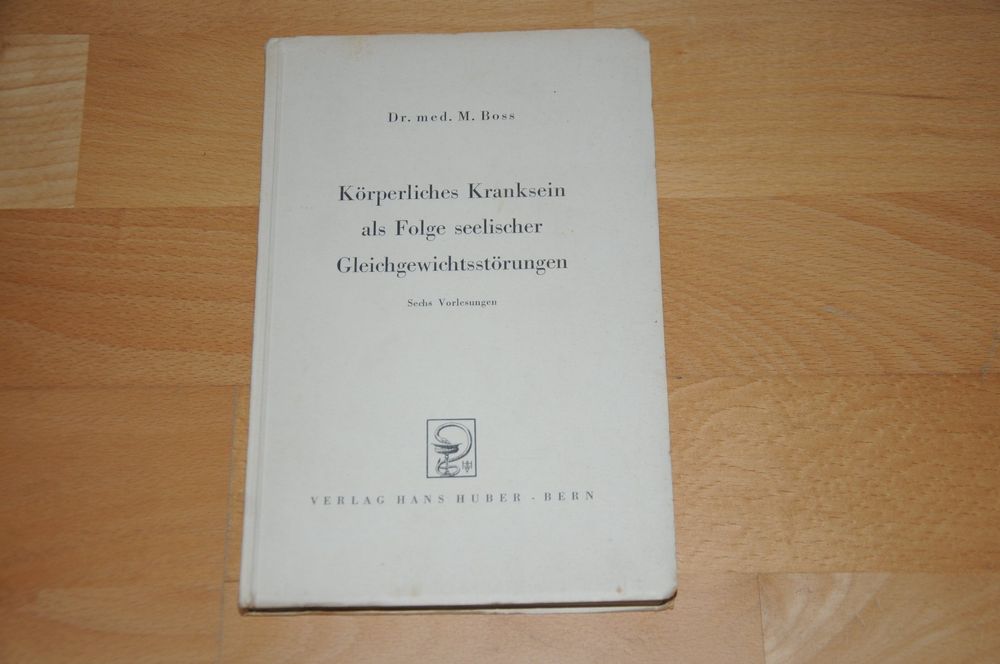 Dr. med. M. Boss
Körperliches Kranksein
als Folge seelischer
Gleichgewichtsstörungen
Sechs Vorlesungen
VERLAG HANS HUBER - BERN